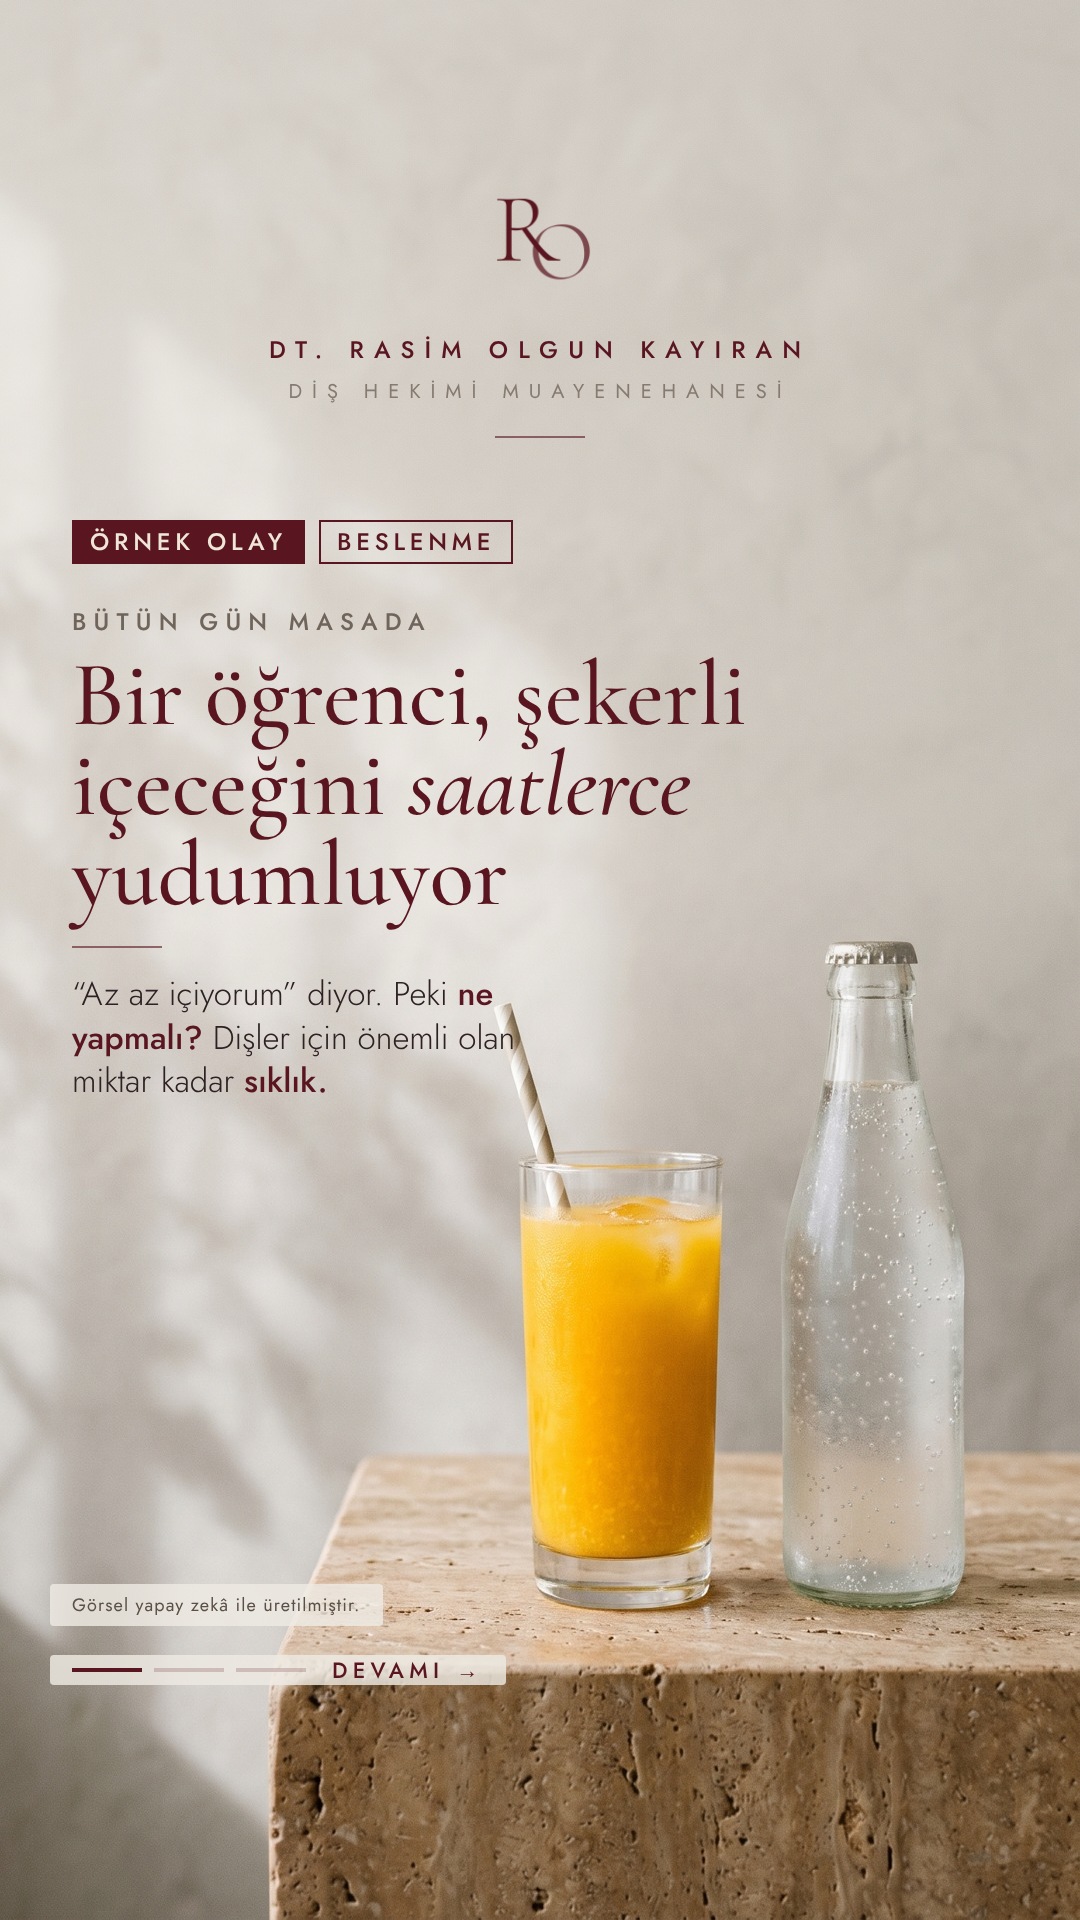 RO
DT. RASİM OLGUN KAYIRAN
DİŞ HEKİMİ MUAYENEHANESİ
ÖRNEK OLAY BESLENME
BÜTÜN GÜN MASADA
Bir öğrenci, şekerli
içeceğini saatlerce
yudumluyor
“Az az içiyorum” diyor. Peki ne
yapmalı? Dişler için önemli olan
miktar kadar sıklık.
Görsel yapay zekâ ile üretilmiştir.
DEVAMI →